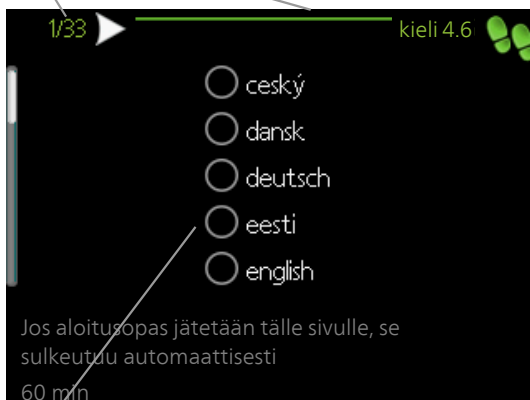 1/33 kieli 4.6
ceský
dansk
deutsch
eesti
english
Jos aloitusopas jätetään tälle sivulle, se
sulkeutuu automaattisesti
60 min